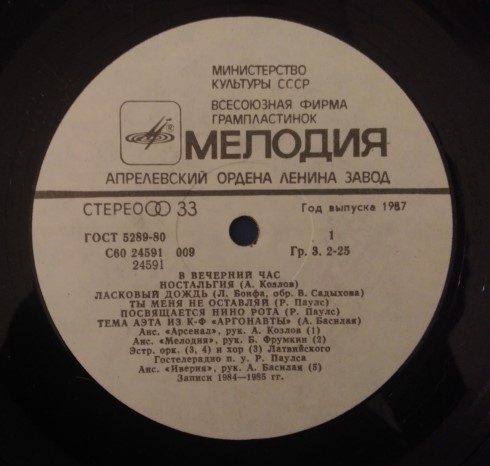 МИНИСТЕРСТВО
КУЛЬТУРЫ СССР
ВСЕСОЮЗНАЯ ФИРМА
ГРАМПЛАСТИНОК
МЕЛОДИЯ
АПРЕЛЕВСКИЙ ОРДЕНА ЛЕНИНА ЗАВОД
СТЕРЕО 33
Год выпуска 1987
ГОСТ 5289-80
1
С60 24591 009
Гр. 3. 2-25
24591
В ВЕЧЕРНИЙ ЧАС
НОСТАЛЬГИЯ (А. Козлов)
ЛАСКОВЫЙ ДОЖДЬ (Л. Бонфа, обр. В. Садыхова)
ТЫ МЕНЯ НЕ ОСТАВЛЯЙ (Р. Паулс)
ПОСВЯЩАЕТСЯ НИНО РОТА (Р. Паулс)
ТЕМА АЭТА ИЗ К-Ф «АРГОНАВТЫ» (А. Басилая)
Анс. «Арсенал», рук. А. Козлов (1)
Анс. «Мелодия», рук. Б. Фрумкин (2)
Эстр. орк. (3, 4) и хор (3) Латвийского
Гостелерадио п. у. Р. Паулса
Анс. «Иверия», рук. А. Басилая (5)
Записи 1984—1985 гг.